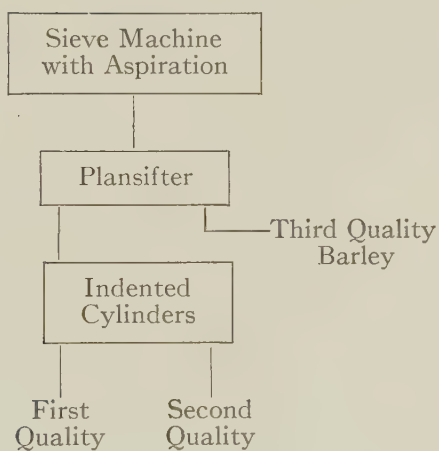 Sieve Machine
with Aspiration
Plansifter
Third Quality
Barley
Indented
Cylinders
First
Quality
Second
Quality